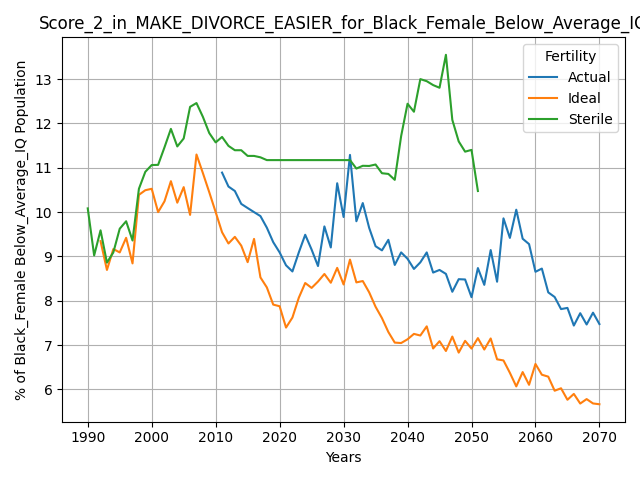 Score_2_in_MAKE_DIVORCE_EASIER_for_Black_Female_Below_Average_IQ
% of Black_Female Below_Average_IQ Population
13
12
11
10
9
8
7
6
Fertility
Actual
Ideal
Sterile
1990 2000 2010 2020 2030 2040 2050 2060 2070
Years